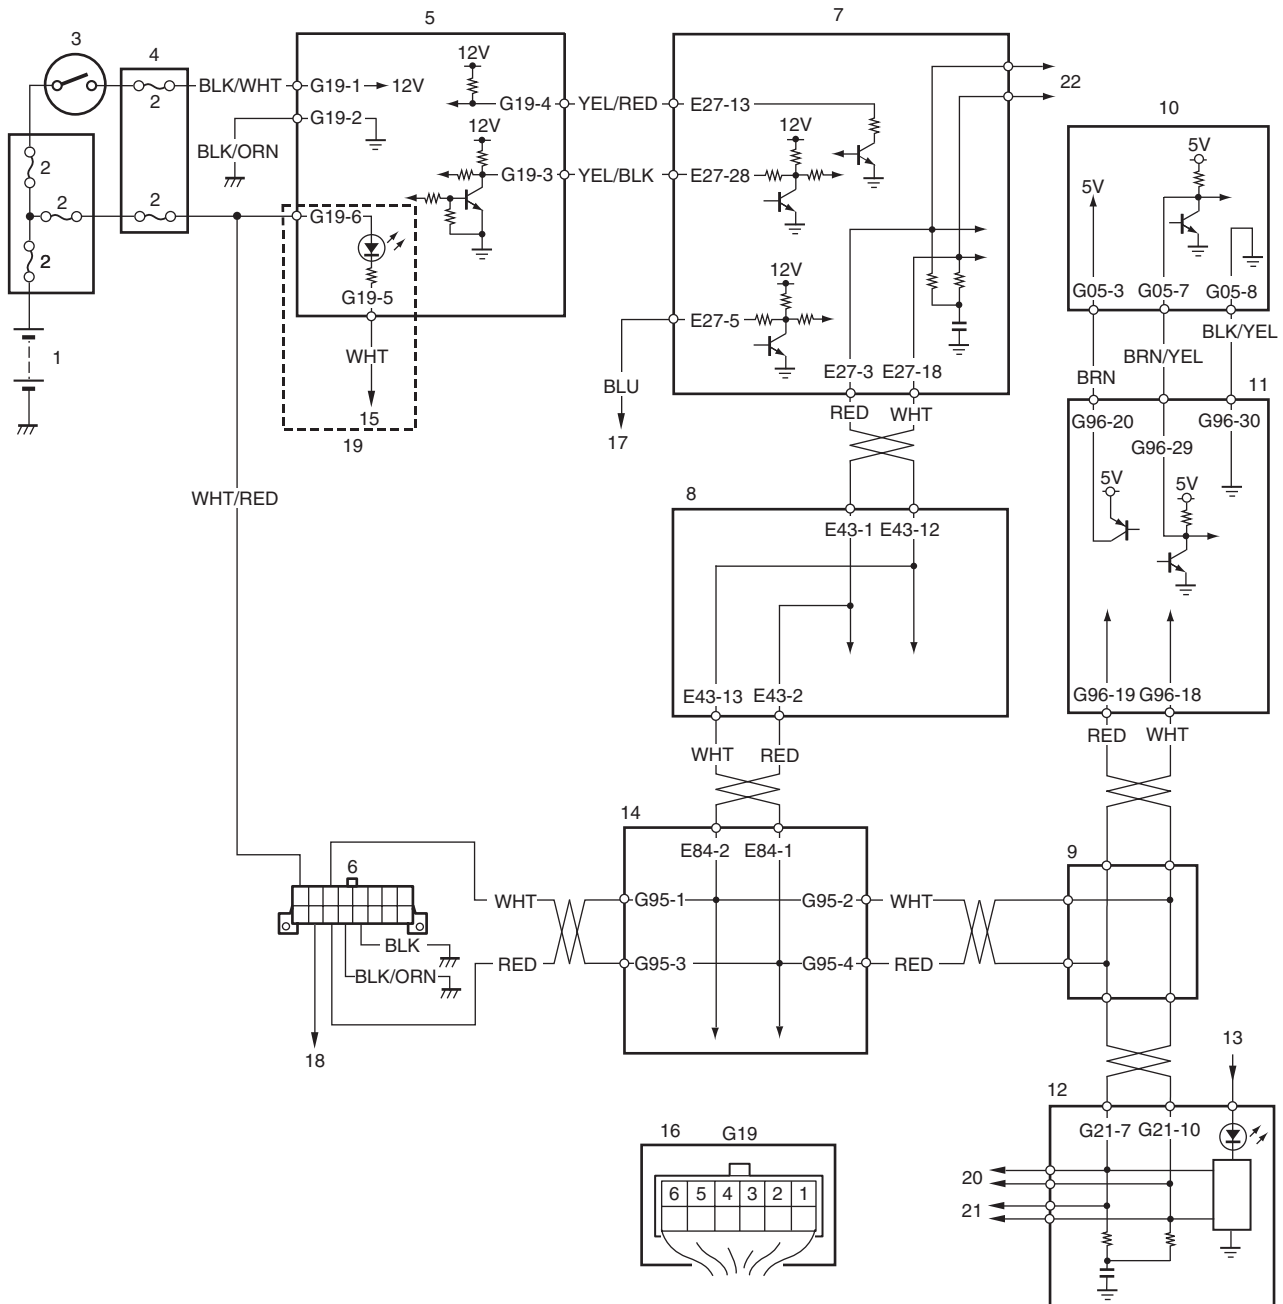 5
7
3
4
12V
22
10
BLK/WHT
G19-1
12V
G19-4
YEL/RED
E27-13
2
G19-2
12V
12V
5V
BLK/ORN
2
G19-3
YEL/BLK
E27-28
5V
2
2
G19-6
2
12V
G19-5
G05-3
G05-7
G05-8
E27-5
BLK/YEL
1
WHT
BRN/YEL
E27-3
E27-18
BRN
11
BLU
15
RED
WHT
G96-20
G96-30
19
17
G96-29
WHT/RED
8
5V
5V
E43-1
E43-12
E43-13
E43-2
G96-19
G96-18
RED
WHT
WHT
RED
14
E84-2
E84-1
9
6
WHT
G95-1
G95-2
WHT
BLK
RED
G95-3
G95-4
RED
BLK/ORN
18
13
12
16
G19
G21-7
G21-10
20
6
5
4
3
2
1
21